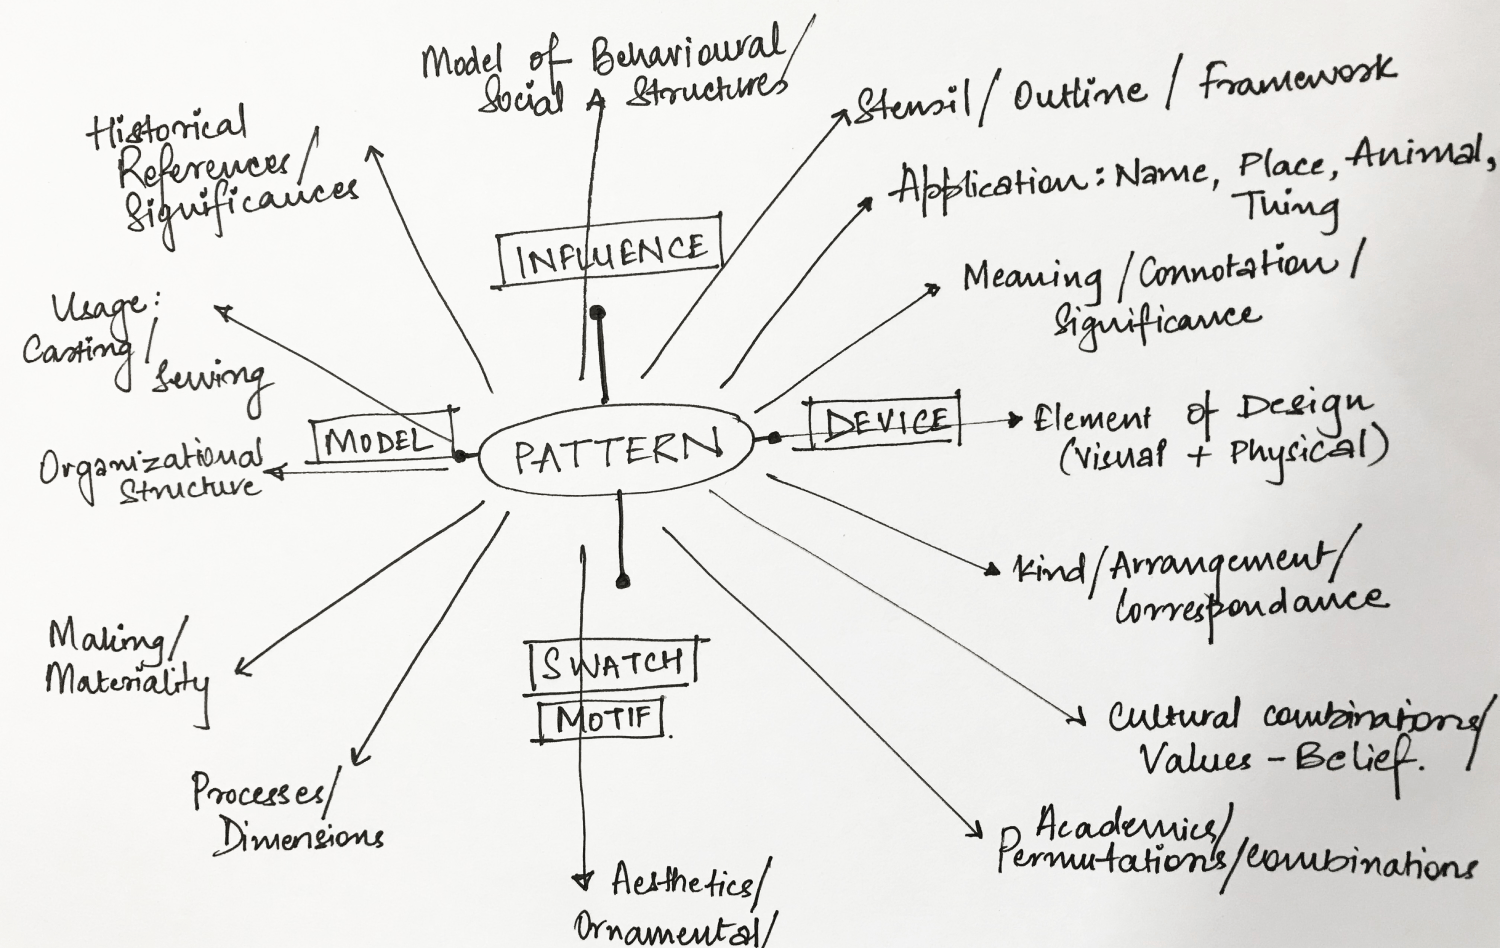 Model of Behavioural/
Social Structures/
Historical
References/
Significances
Stensil/ Outline / Framework
Application: Name, Place, Animal,
Thing
INFLUENCE
Meaning /Connotation /
Significance
Usage:
Casting/
Sewing
MODEL
PATTERN
DEVICE
Element of Design
(Visual + Physical)
Organizational
Structure
Kind/Arrangement/
Correspondance
Making/
Materiality
SWATCH
MOTIF.
Cultural combinations/
Values - Belief.
Processes/
Dimensions
Academics/
Permutations/combinations
Aesthetics/
Ornamental/